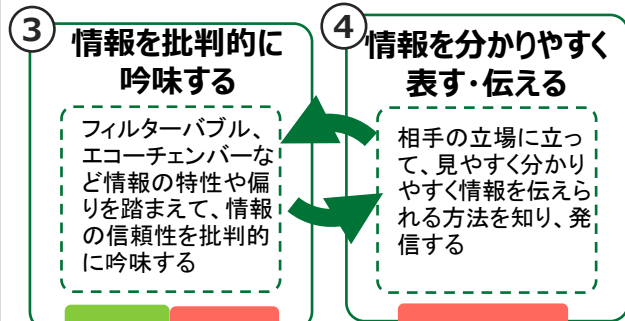 ③
情報を批判的に
吟味する
フィルターバブル、
エコーチェンバーな
ど情報の特性や偏
りを踏まえて、情報
の信頼性を批判的
に吟味する
④
情報を分かりやすく
表す・伝える
相手の立場に立っ
て、見やすく分かり
やすく情報を伝えら
れる方法を知り、発
信する